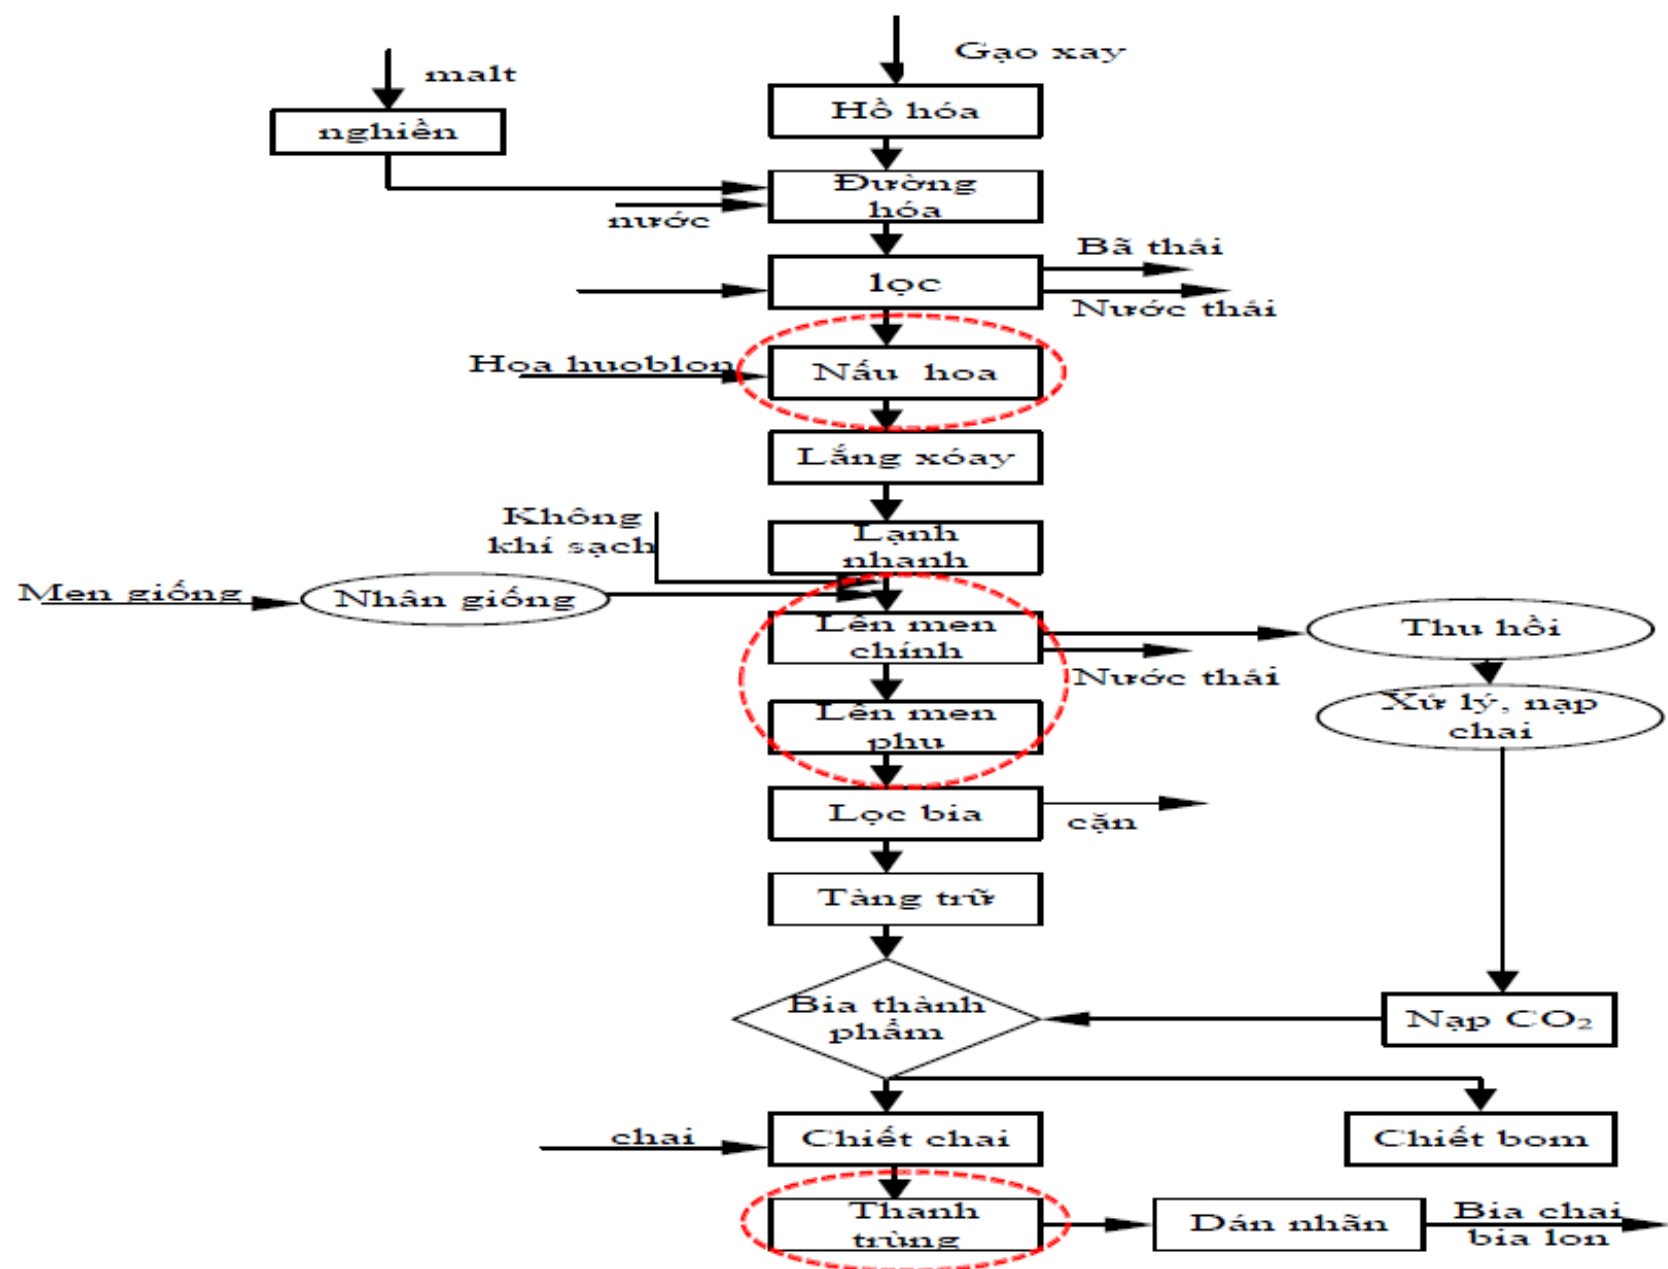 Gạo xay
malt
Hồ hóa
nghiền
Đường
hóa
nước
Bã thải
lọc
Nước thải
Hoa huoblon
Nấu hoa
Lắng xóay
Không
khí sạch
Lạnh
nhanh
Men giống
Nhân giống
Lên men
chính
Thu hồi
Nước thải
Lên men
phu
Xử lý, nạp
chai
Lọc bia
cặn
Tàng trữ
Bia thành
phẩm
Nạp CO₂
chai
Chiết chai
Chiết bom
Thanh
trùng
Dán nhãn
Bia chai
bia lon